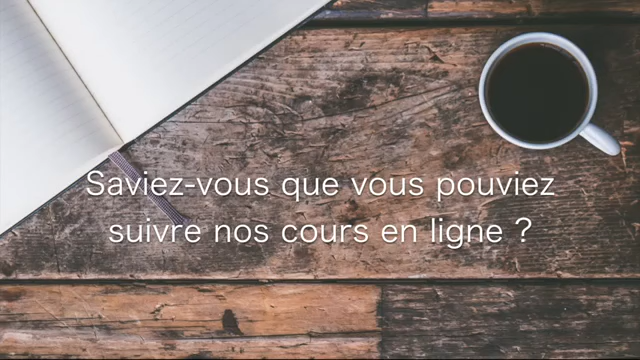 Saviez-vous que vous pouviez
suivre nos cours en ligne ?